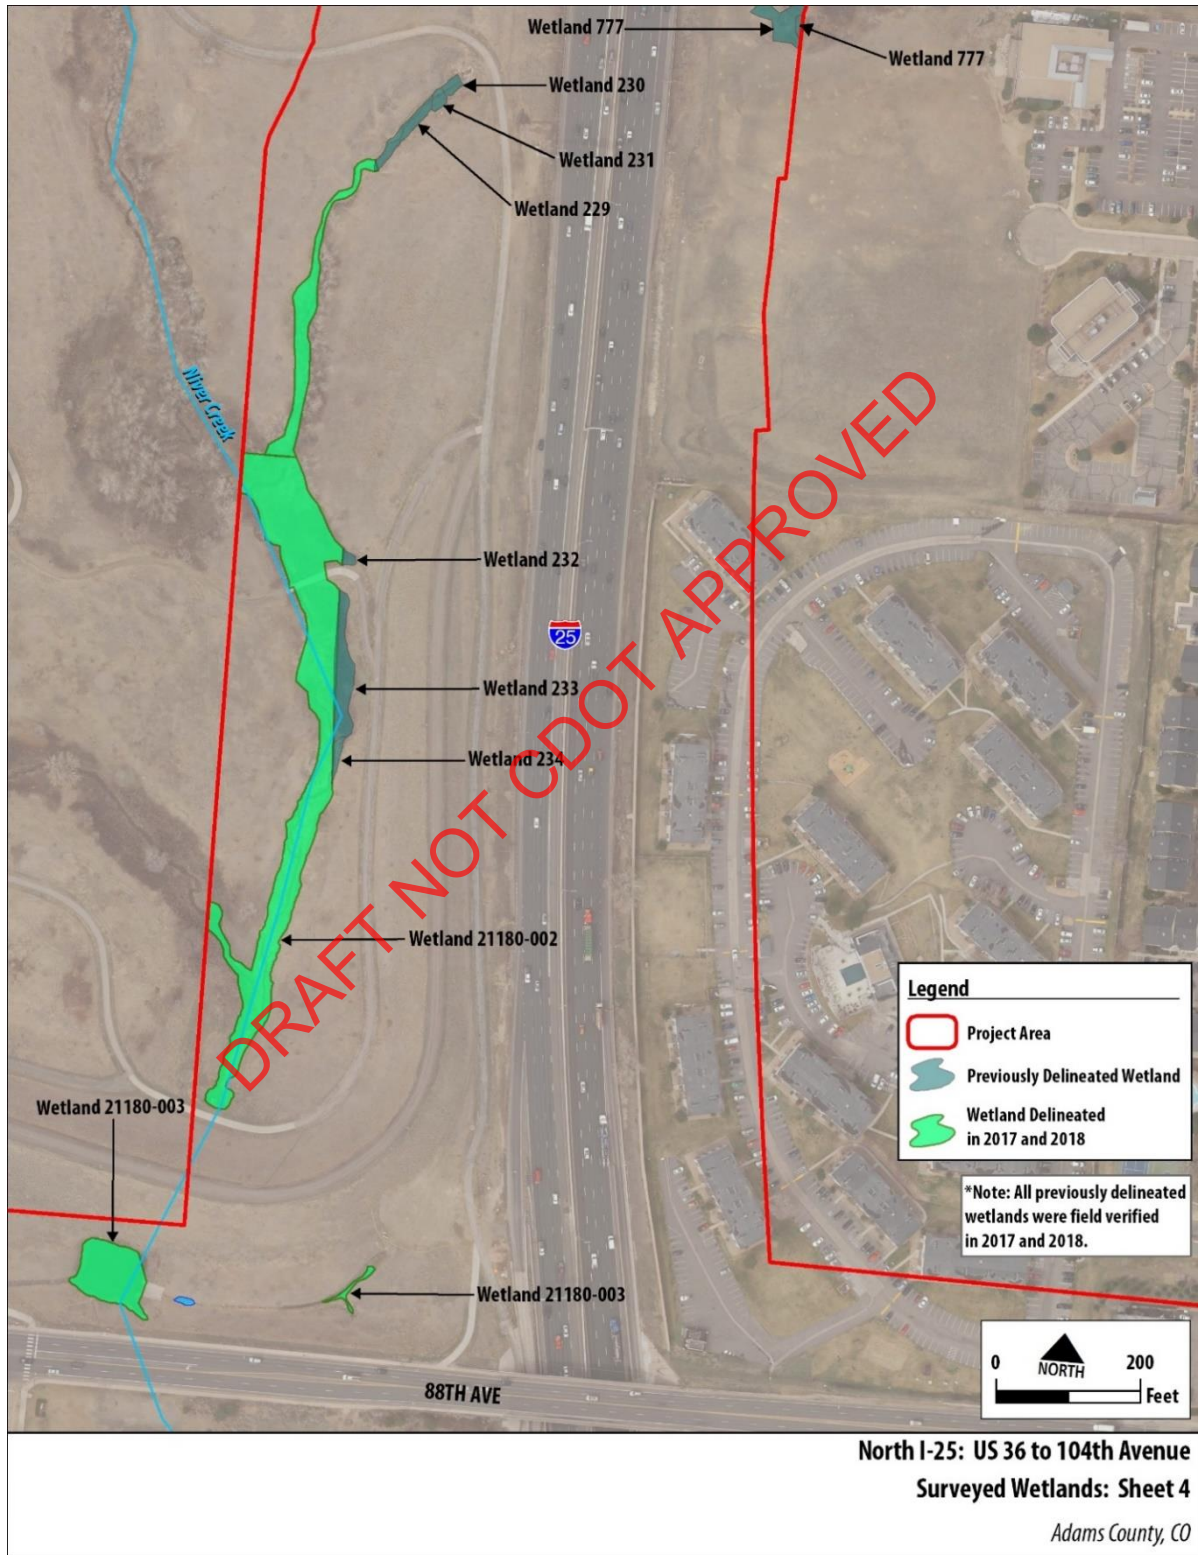 Wetland 777
Wetland 777
Wetland 230
Wetland 231
Wetland 229
Niver Creek
Wetland 232
25
Wetland 233
Wetland 234
Wetland 21180-002
DRAFT NOT CDOT APPROVED
Legend
Project Area
Previously Delineated Wetland
Wetland Delineated
in 2017 and 2018
*Note: All previously delineated
wetlands were field verified
in 2017 and 2018.
Wetland 21180-003
Wetland 21180-003
0 NORTH 200
Feet
88TH AVE
North I-25: US 36 to 104th Avenue
Surveyed Wetlands: Sheet 4
Adams County, CO